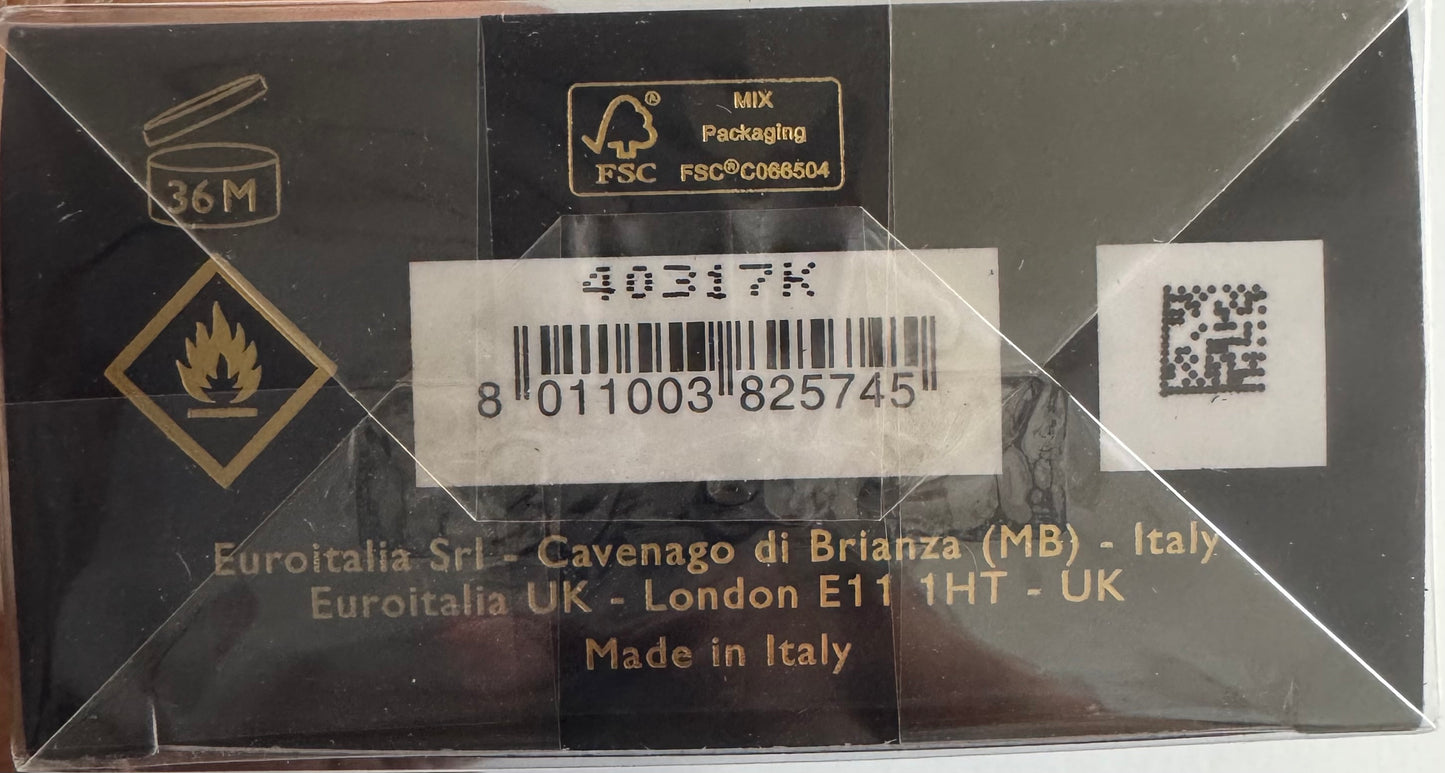 36M
FSC®
MIX
Packaging
FSC®C066504
40317K
8 011003 825745
Euroitalia Srl - Cavenago di Brianza (MB) - Italy
Euroitalia UK - London E11 1HT - UK
Made in Italy